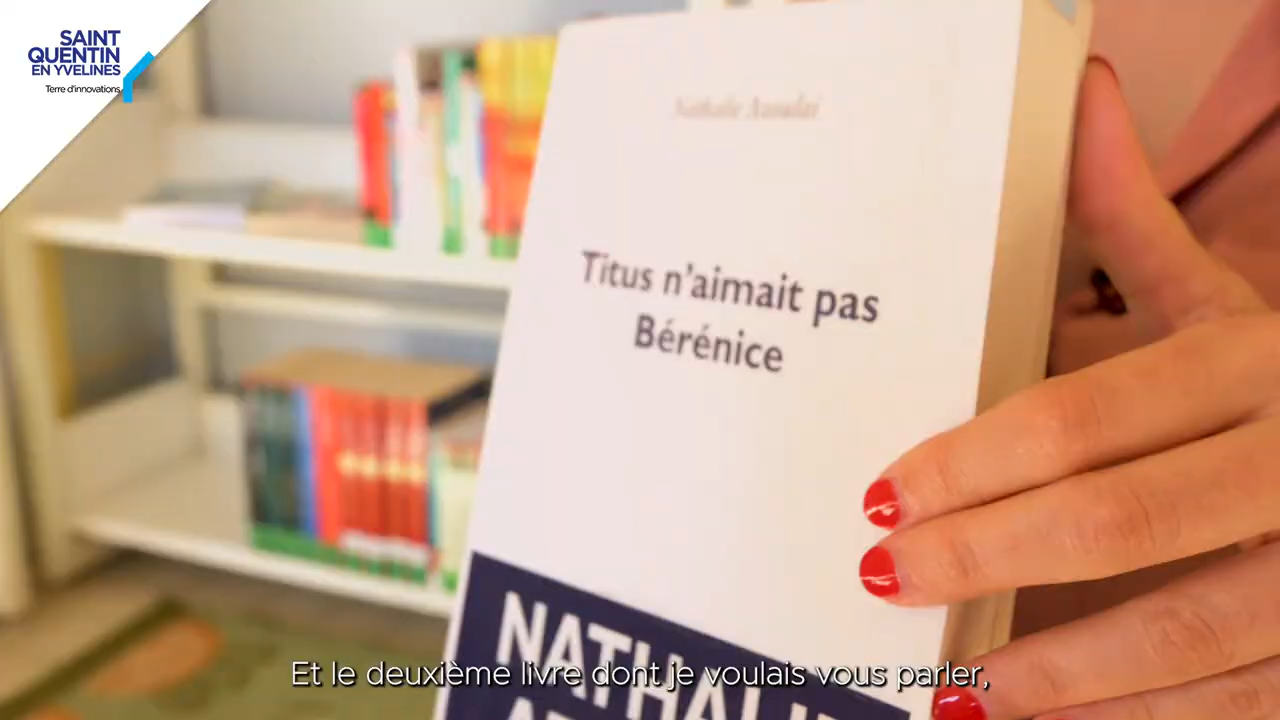 SAINT
QUENTIN
EN YVELINES
Terre d'innovations
Nathalie Azoulai
Titus n'aimait pas
Bérénice
NATHALIE
Et le deuxième livre dont je voulais vous parler,